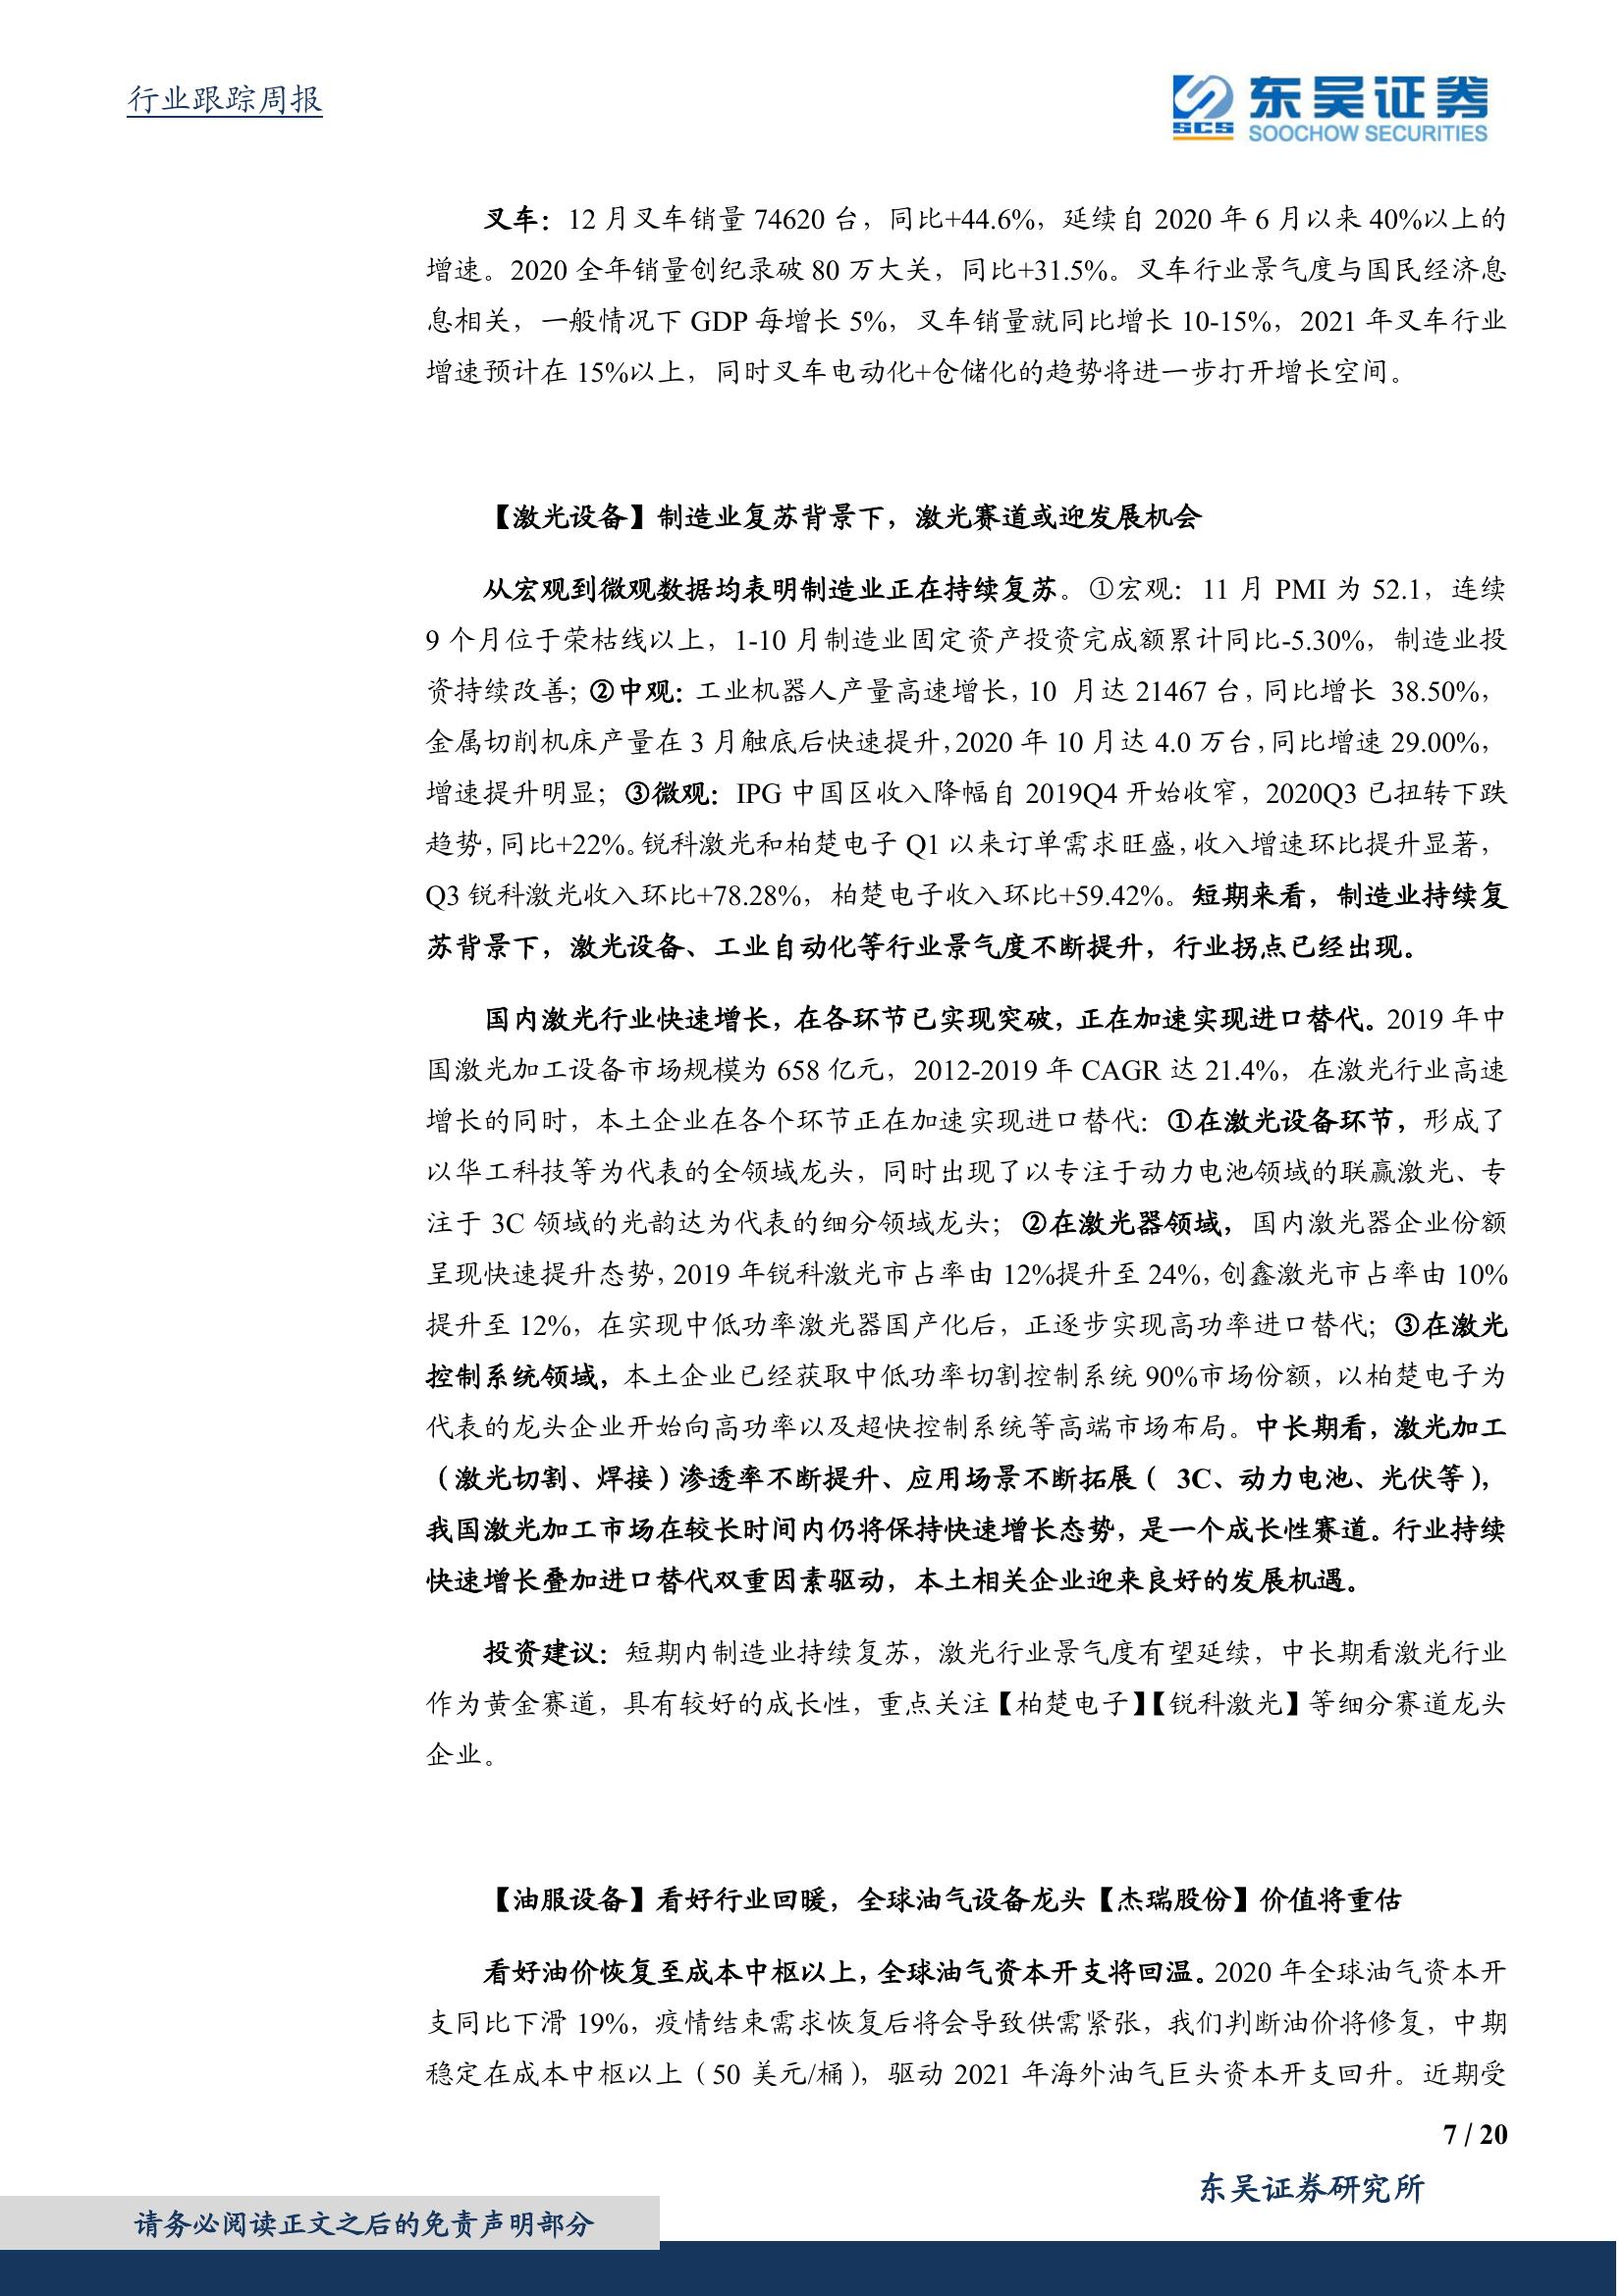 行业跟踪周报
东吴证券
SCS
SOOCHOW SECURITIES
叉车：12 月叉车销量 74620 台，同比+44.6%，延续自 2020 年 6 月以来 40%以上的
增速。2020 全年销量创纪录破 80 万大关，同比+31.5%。叉车行业景气度与国民经济息
息相关，一般情况下 GDP 每增长 5%，叉车销量就同比增长 10-15%，2021 年叉车行业
增速预计在 15%以上，同时叉车电动化+仓储化的趋势将进一步打开增长空间。
【激光设备】制造业复苏背景下，激光赛道或迎发展机会
从宏观到微观数据均表明制造业正在持续复苏。①宏观：11 月 PMI 为 52.1，连续
9 个月位于荣枯线以上，1-10 月制造业固定资产投资完成额累计同比-5.30%，制造业投
资持续改善；②中观：工业机器人产量高速增长，10 月达 21467 台，同比增长 38.50%，
金属切削机床产量在 3 月触底后快速提升，2020 年 10 月达 4.0 万台，同比增速 29.00%，
增速提升明显；③微观：IPG 中国区收入降幅自 2019Q4 开始收窄，2020Q3 已扭转下跌
趋势，同比+22%。锐科激光和柏楚电子 Q1 以来订单需求旺盛，收入增速环比提升显著，
Q3 锐科激光收入环比+78.28%，柏楚电子收入环比+59.42%。短期来看，制造业持续复
苏背景下，激光设备、工业自动化等行业景气度不断提升，行业拐点已经出现。
国内激光行业快速增长，在各环节已实现突破，正在加速实现进口替代。2019 年中
国激光加工设备市场规模为 658 亿元，2012-2019 年 CAGR 达 21.4%，在激光行业高速
增长的同时，本土企业在各个环节正在加速实现进口替代：①在激光设备环节，形成了
以华工科技等为代表的全领域龙头，同时出现了以专注于动力电池领域的联赢激光、专
注于 3C 领域的光韵达为代表的细分领域龙头；②在激光器领域，国内激光器企业份额
呈现快速提升态势，2019 年锐科激光市占率由 12%提升至 24%，创鑫激光市占率由 10%
提升至 12%，在实现中低功率激光器国产化后，正逐步实现高功率进口替代；③在激光
控制系统领域，本土企业已经获取中低功率切割控制系统 90%市场份额，以柏楚电子为
代表的龙头企业开始向高功率以及超快控制系统等高端市场布局。中长期看，激光加工
（激光切割、焊接）渗透率不断提升、应用场景不断拓展（ 3C、动力电池、光伏等），
我国激光加工市场在较长时间内仍将保持快速增长态势，是一个成长性赛道。行业持续
快速增长叠加进口替代双重因素驱动，本土相关企业迎来良好的发展机遇。
投资建议：短期内制造业持续复苏，激光行业景气度有望延续，中长期看激光行业
作为黄金赛道，具有较好的成长性，重点关注【柏楚电子】【锐科激光】等细分赛道龙头
企业。
【油服设备】看好行业回暖，全球油气设备龙头【杰瑞股份】价值将重估
看好油价恢复至成本中枢以上，全球油气资本开支将回温。2020 年全球油气资本开
支同比下滑 19%，疫情结束需求恢复后将会导致供需紧张，我们判断油价将修复，中期
稳定在成本中枢以上（50 美元/桶），驱动 2021 年海外油气巨头资本开支回升。近期受
7 / 20
东吴证券研究所
请务必阅读正文之后的免责声明部分